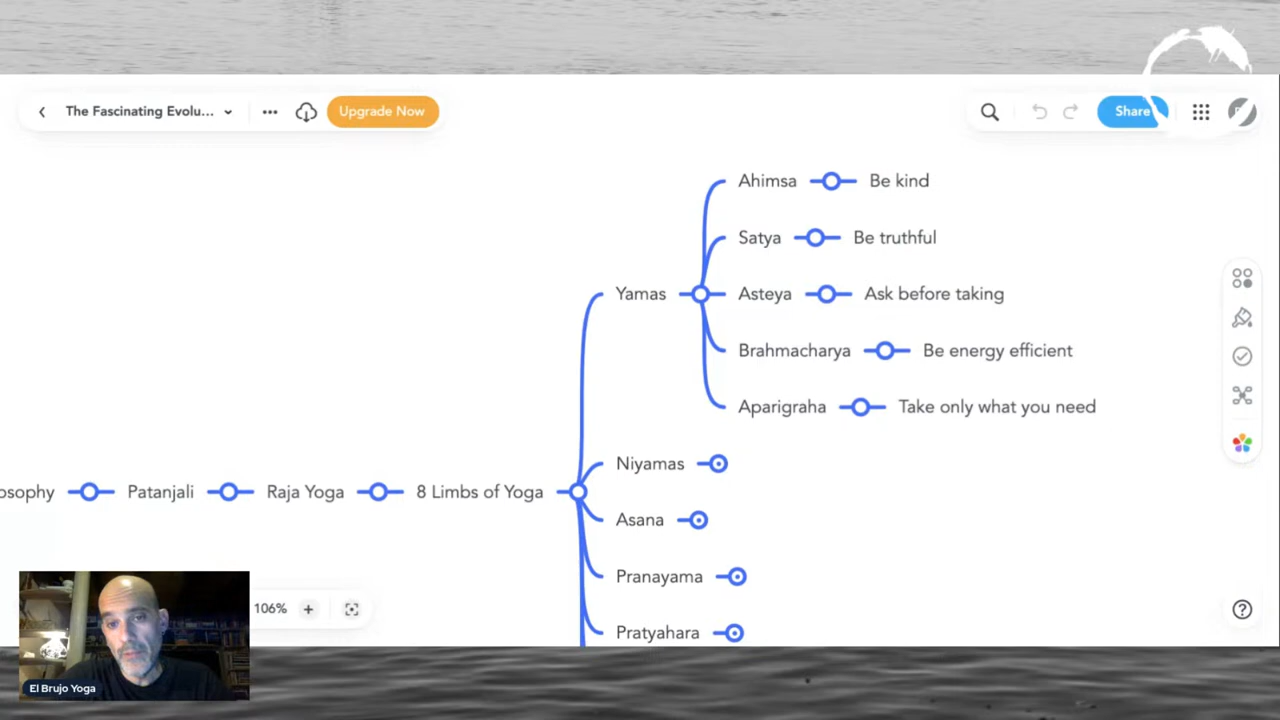 The Fascinating Evolu...
Upgrade Now
Share
Ahimsa
Be kind
Satya
Be truthful
Yamas
Asteya
Ask before taking
Brahmacharya
Be energy efficient
Aparigraha
Take only what you need
Niyamas
osophy
Patanjali
Raja Yoga
8 Limbs of Yoga
Asana
Pranayama
106%
Pratyahara
El Brujo Yoga